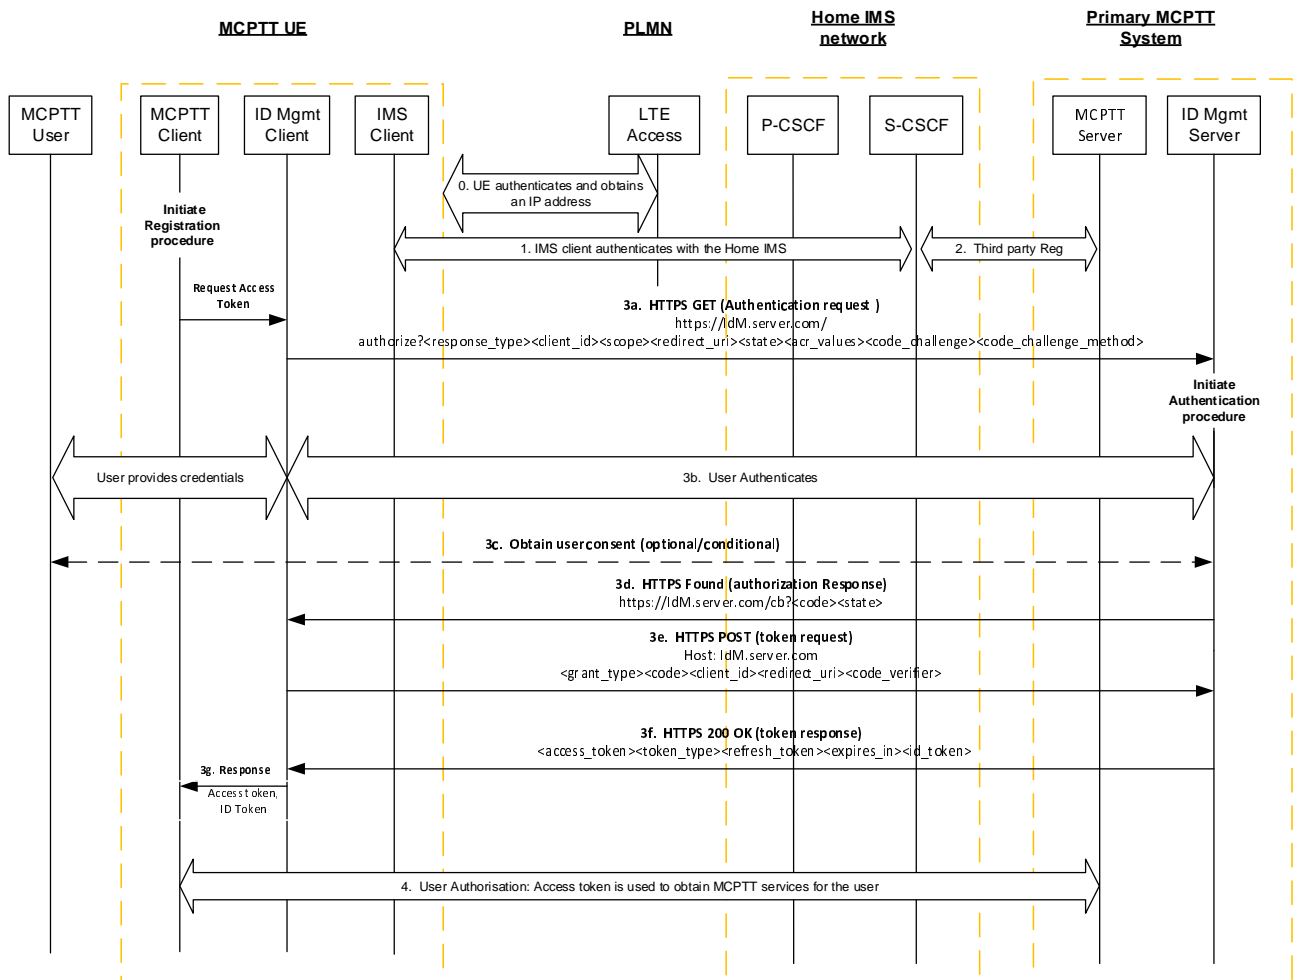 MCPTT UE
PLMN
Home IMS
network
Primary MCPTT
System
MCPTT
User
MCPTT
Client
ID Mgmt
Client
IMS
Client
LTE
Access
P-CSCF
S-CSCF
MCPTT
Server
ID Mgmt
Server
0. UE authenticates and obtains
an IP address
Initiate
Registration
procedure
1. IMS client authenticates with the Home IMS
2. Third party Reg
Request Access
Token
3a. HTTPS GET (Authentication request )
https://IdM.server.com/
authorize?<response_type><client_id><scope><redirect_uri><state><acr_values><code_challenge><code_challenge_method>
Initiate
Authentication
procedure
User provides credentials
3b. User Authenticates
3c. Obtain user consent (optional/conditional)
3d. HTTPS Found (authorization Response)
https://IdM.server.com/cb?<code><state>
3e. HTTPS POST (token request)
Host: IdM.server.com
<grant_type><code><client_id><redirect_uri><code_verifier>
3f. HTTPS 200 OK (token response)
<access_token><token_type><refresh_token><expires_in><id_token>
3g. Response
Access token,
ID Token
4. User Authorisation: Access token is used to obtain MCPTT services for the user